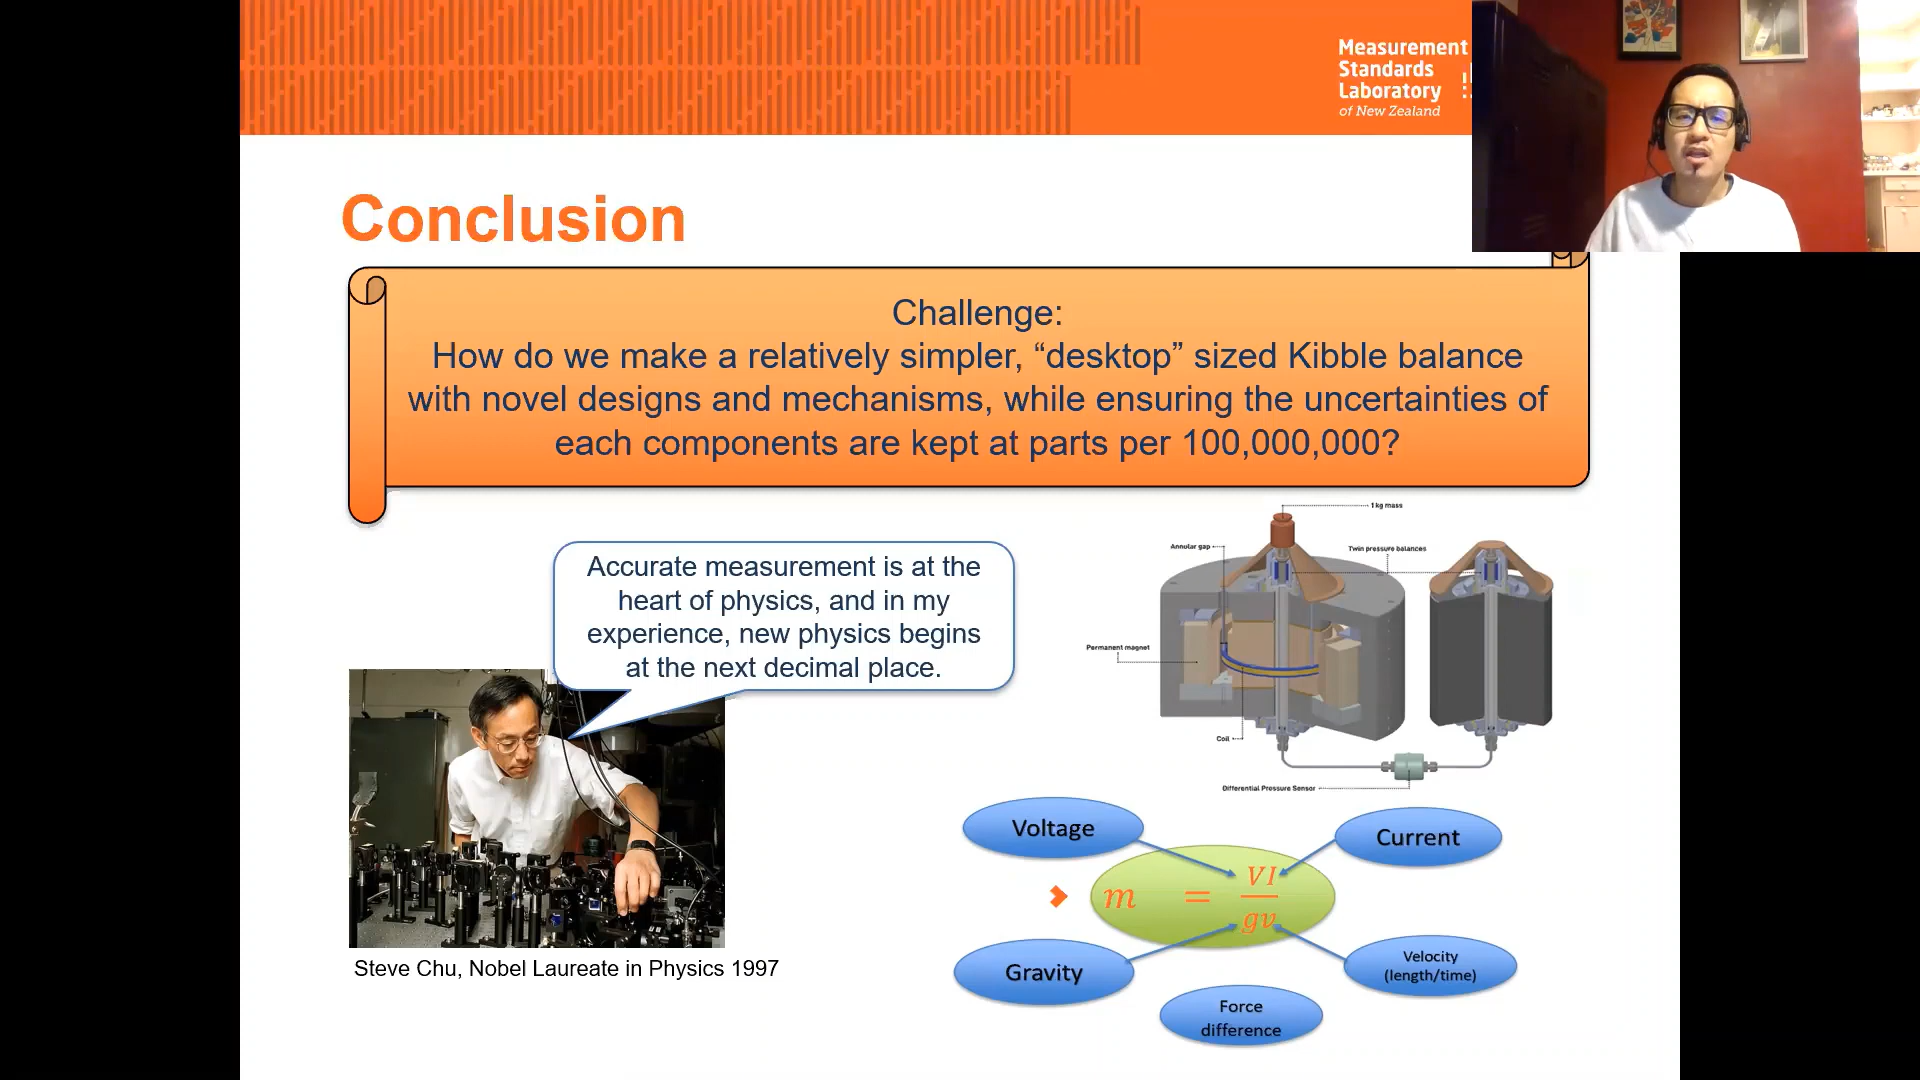 Measurement
Standards
Laboratory
of New Zealand
Conclusion
Challenge:
How do we make a relatively simpler, “desktop” sized Kibble balance
with novel designs and mechanisms, while ensuring the uncertainties of
each components are kept at parts per 100,000,000?
Accurate measurement is at the
heart of physics, and in my
experience, new physics begins
at the next decimal place.
Steve Chu, Nobel Laureate in Physics 1997
1 kg mass
Annular gap
Twin pressure balances
Permanent magnet
Coil
Differential Pressure Sensor
Voltage
Current
m = VI
gv
Gravity
Velocity
(length/time)
Force
difference